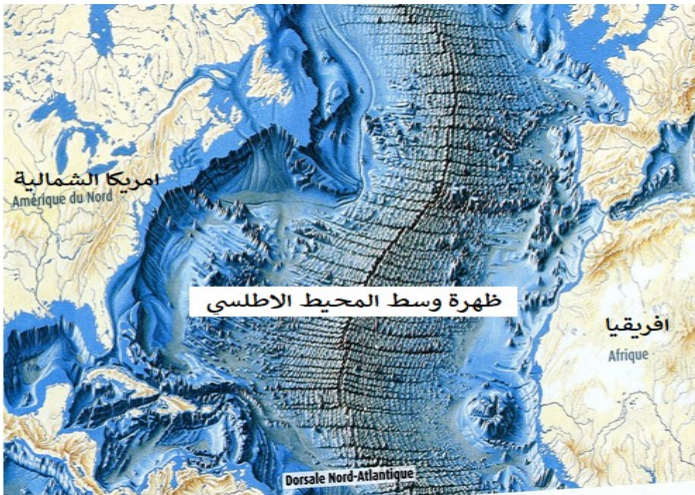 امريكا الشمالية
Amérique du Nord
ظهرة وسط المحيط الاطلسي
افريقيا
Afrique
Dorsale Nord-Atlantique